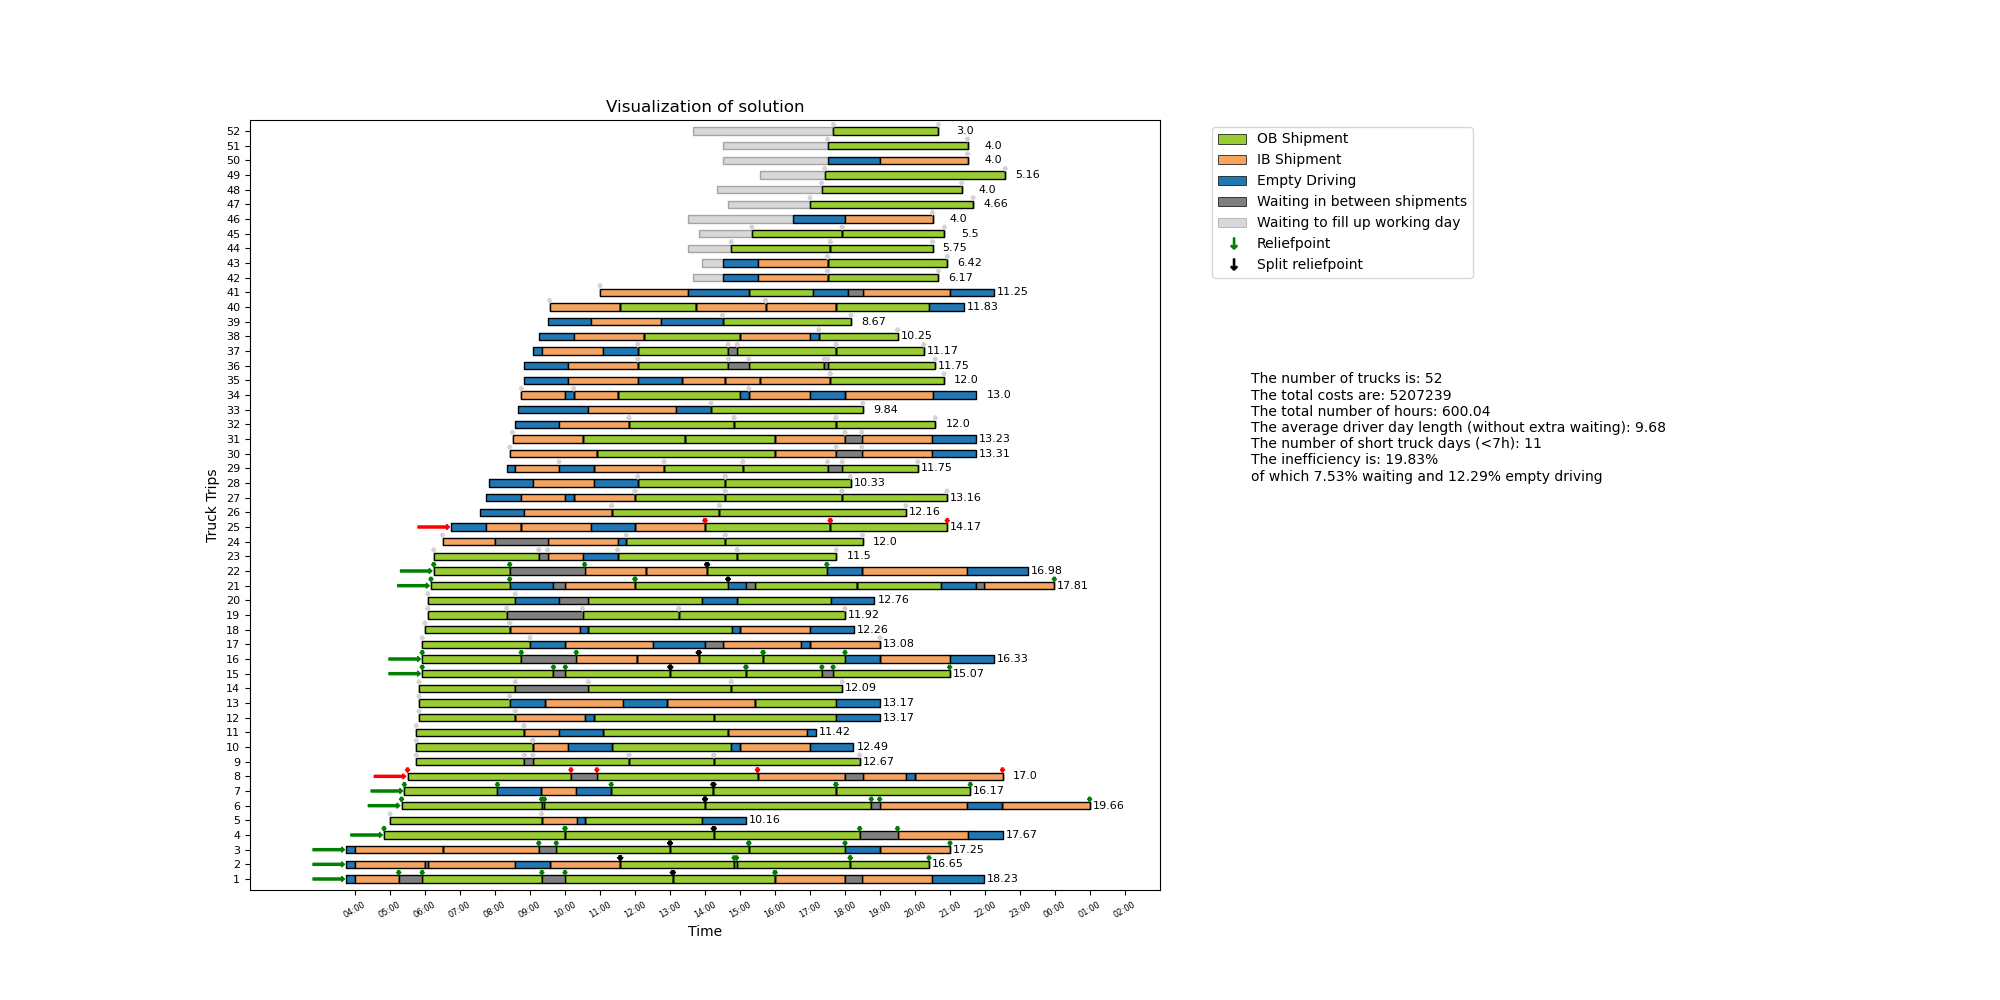 Visualization of solution
52 3.0
51 4.0
50 4.0
49 5.16
48 4.0
47 4.66
46 4.0
45 5.5
44 5.75
43 6.42
42 6.17
41 11.25
40 11.83
39 8.67
38 10.25
37 11.17
36 11.75
35 12.0
34 13.0
33 9.84
32 12.0
31 13.23
30 13.31
29 11.75
28 10.33
27 13.16
26 12.16
25 14.17
24 12.0
23 11.5
22 16.98
21 17.81
20 12.76
19 11.92
18 12.26
17 13.08
16 16.33
15 15.07
14 12.09
13 13.17
12 13.17
11 11.42
10 12.49
9 12.67
8 17.0
7 16.17
6 19.66
5 10.16
4 17.67
3 17.25
2 16.65
1 18.23
Truck Trips
04:00 05:00 06:00 07:00 08:00 09:00 10:00 11:00 12:00 13:00 14:00 15:00 16:00 17:00 18:00 19:00 20:00 21:00 22:00 23:00 00:00 01:00 02:00
Time
OB Shipment
IB Shipment
Empty Driving
Waiting in between shipments
Waiting to fill up working day
Reliefpoint
Split reliefpoint
The number of trucks is: 52
The total costs are: 5207239
The total number of hours: 600.04
The average driver day length (without extra waiting): 9.68
The number of short truck days (<7h): 11
The inefficiency is: 19.83%
of which 7.53% waiting and 12.29% empty driving